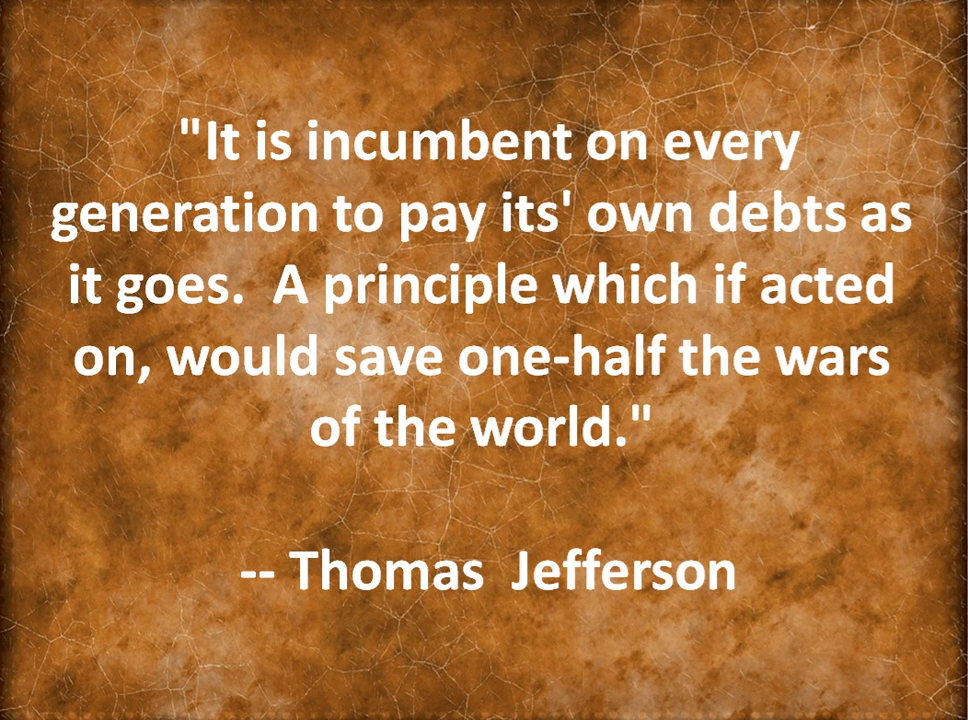 "It is incumbent on every
generation to pay its' own debts as
it goes.  A principle which if acted
on, would save one-half the wars
of the world."
-- Thomas  Jefferson